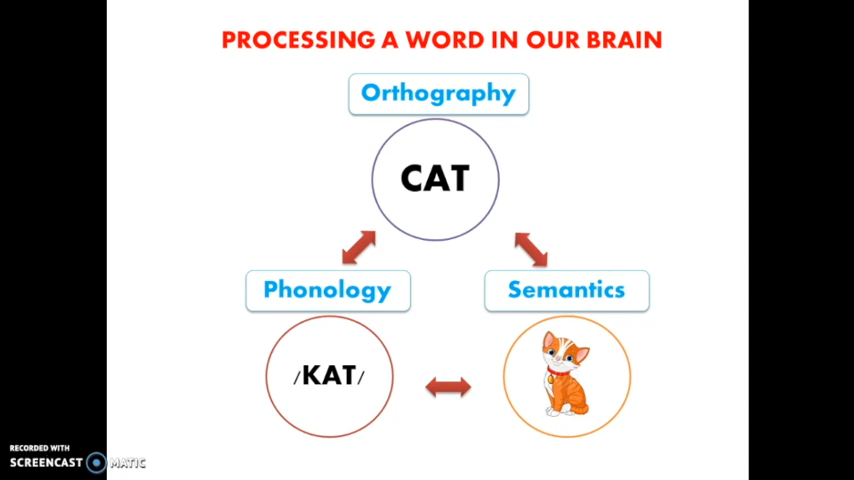 PROCESSING A WORD IN OUR BRAIN
Orthography
CAT
Phonology
Semantics
/KAT/
RECORDED WITH
SCREENCAST MATIC